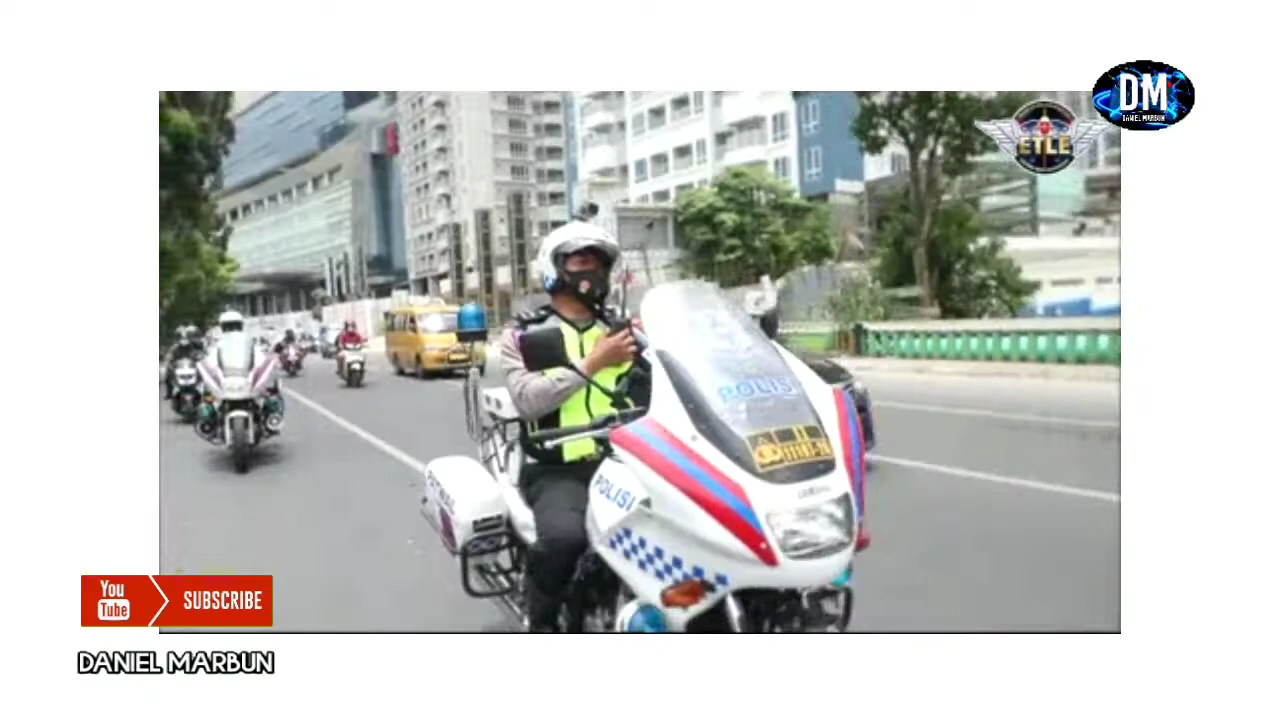 DM
DANIEL MARBUN
ETLE
POLISI
POLISI
You
Tube
SUBSCRIBE
DANIEL MARBUN